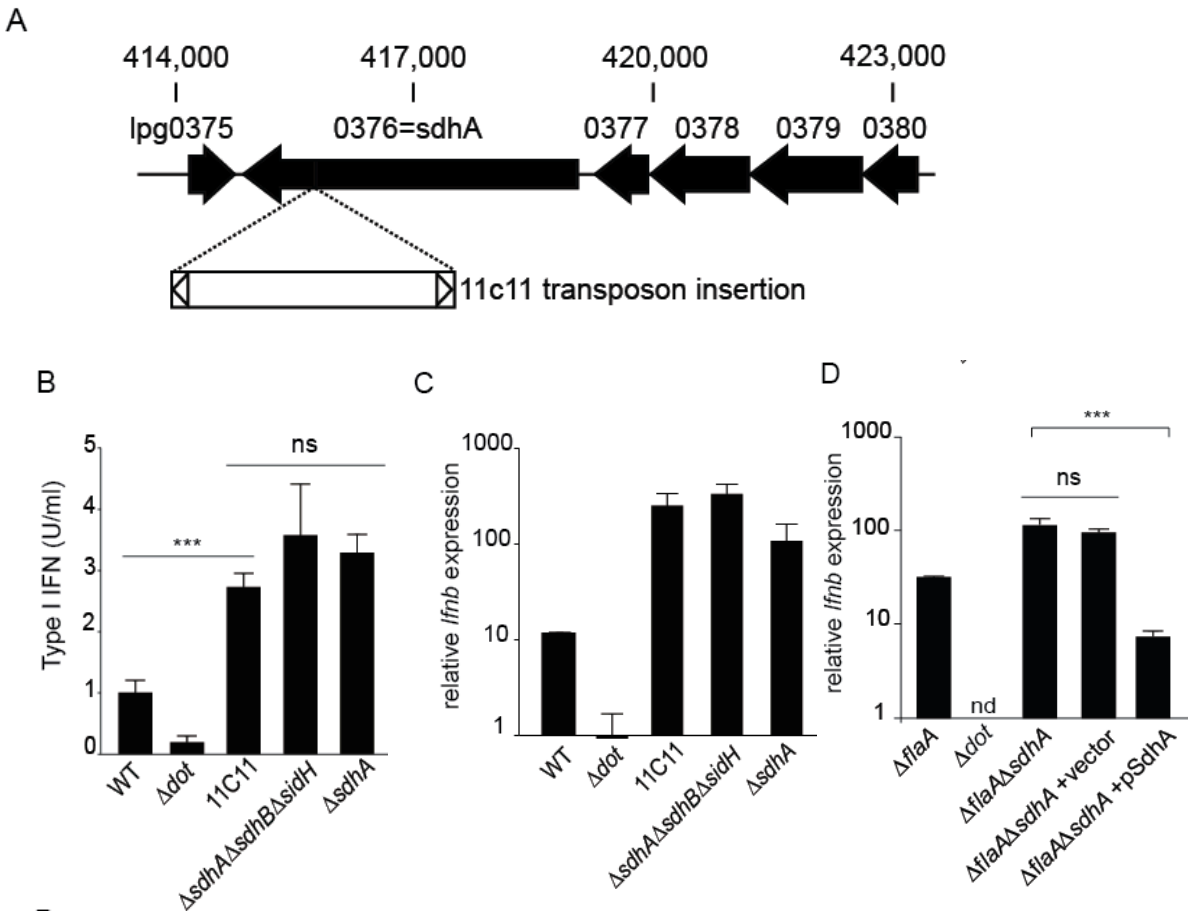 A
414,000 417,000 420,000 423,000
lpg0375 0376=sdhA 0377 0378 0379 0380
11c11 transposon insertion
B
Type I IFN (U/ml)
5
4
3
2
1
0
***
ns
WT
Δdot
11C11
ΔsdhAΔsdhBΔsidH
ΔsdhA
C
relative Ifnb expression
1000
100
10
1
WT
Δdot
11C11
ΔsdhAΔsdhBΔsidH
ΔsdhA
D
relative Ifnb expression
1000
100
10
1
***
ns
nd
ΔflaA
Δdot
ΔflaAΔsdhA
ΔflaAΔsdhA +vector
ΔflaAΔsdhA +pSdhA